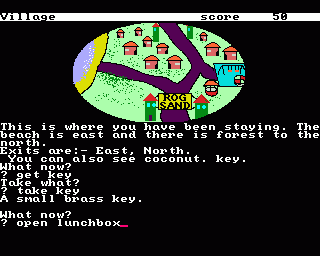 Village score 50
ROG
SAND
This is where you have been staying. The
beach is east and there is forest to the
north.
Exits are:- East, North.
You can also see coconut. key.
What now?
? get key
Take what?
? take key
A small brass key.
What now?
? open lunchbox